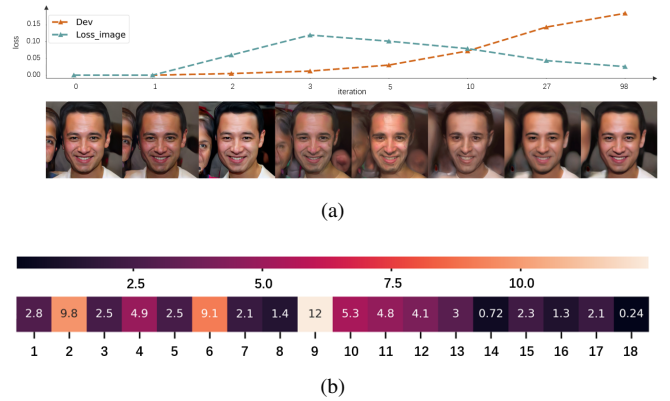 loss
0.15
0.10
0.05
0.00
Dev
Loss_image
0 1 2 3 5 10 27 98
iteration
(a)
2.5 5.0 7.5 10.0
2.8 9.8 2.5 4.9 2.5 9.1 2.1 1.4 12 5.3 4.8 4.1 3 0.72 2.3 1.3 2.1 0.24
1 2 3 4 5 6 7 8 9 10 11 12 13 14 15 16 17 18
(b)